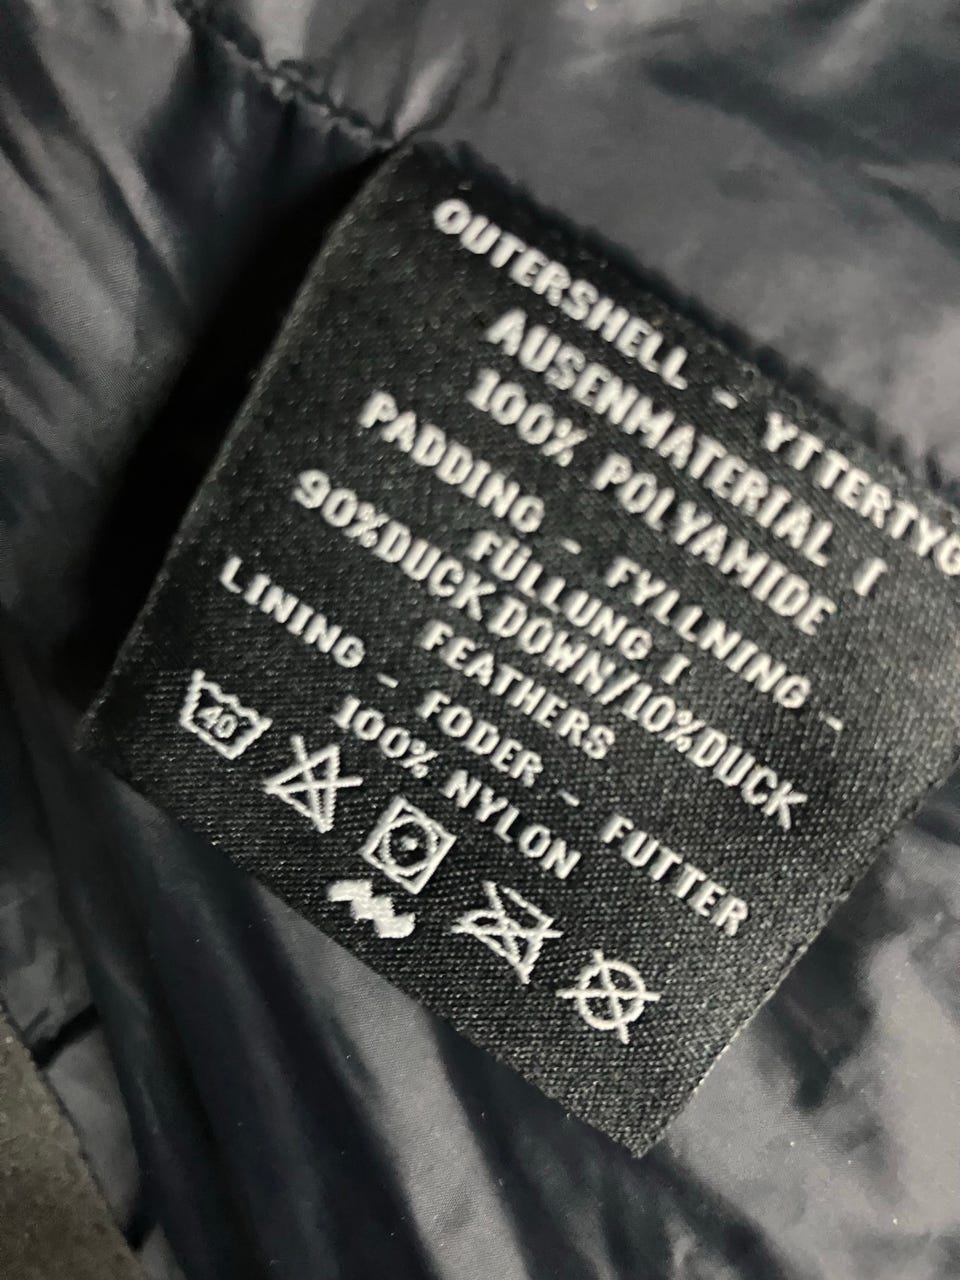 OUTERSHELL - YTTERTYG
AUSENMATERIAL I
100% POLYAMIDE
PADDING - FYLLNING -
FÜLLUNG I
90%DUCK DOWN/10%DUCK
FEATHERS
LINING - FODER - FUTTER
100% NYLON
40